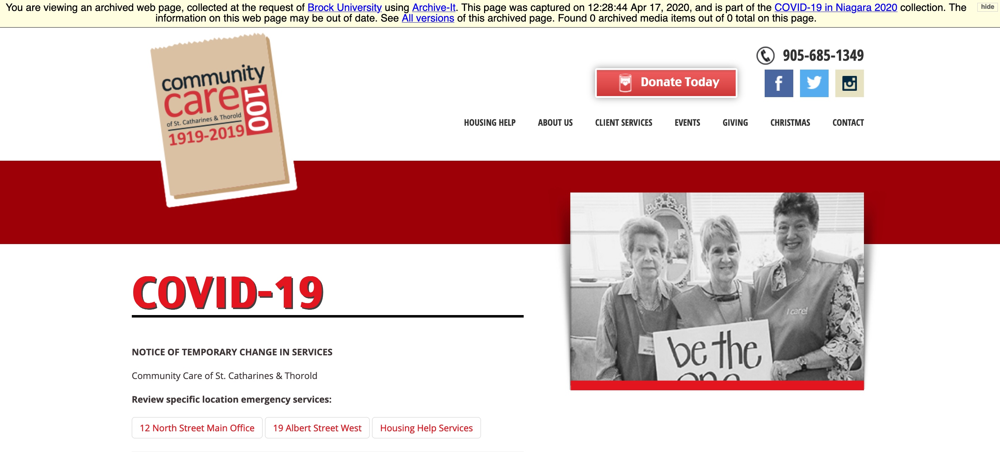 You are viewing an archived web page, collected at the request of Brock University using Archive-It. This page was captured on 12:28:44 Apr 17, 2020, and is part of the COVID-19 in Niagara 2020 collection. The
information on this web page may be out of date. See All versions of this archived page. Found 0 archived media items out of 0 total on this page.
hide
community
care
100
of St. Catharines & Thorold
1919-2019
905-685-1349
Donate Today
HOUSING HELP ABOUT US CLIENT SERVICES EVENTS GIVING CHRISTMAS CONTACT
I care!
be the
one
COVID-19
NOTICE OF TEMPORARY CHANGE IN SERVICES
Community Care of St. Catharines & Thorold
Review specific location emergency services:
12 North Street Main Office 19 Albert Street West Housing Help Services